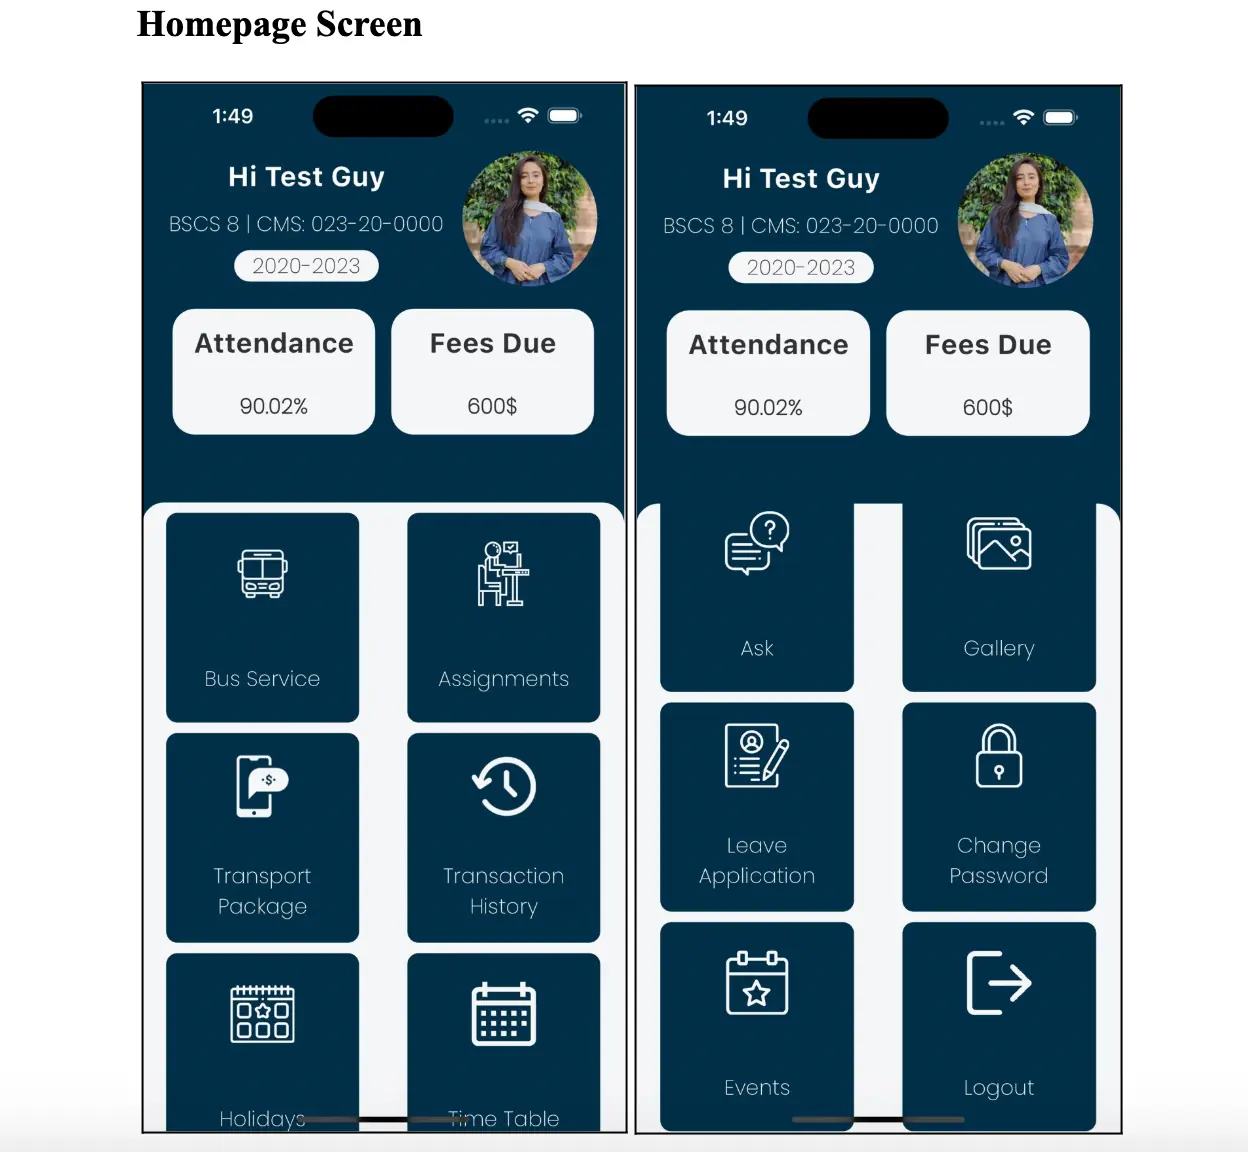 Homepage Screen
1:49
Hi Test Guy
BSCS 8 | CMS: 023-20-0000
2020-2023
Attendance
90.02%
Fees Due
600$
Bus Service
Assignments
$
Transport
Package
Transaction
History
Holidays
Time Table
1:49
Hi Test Guy
BSCS 8 | CMS: 023-20-0000
2020-2023
Attendance
90.02%
Fees Due
600$
?
Ask
Gallery
Leave
Application
Change
Password
Events
Logout